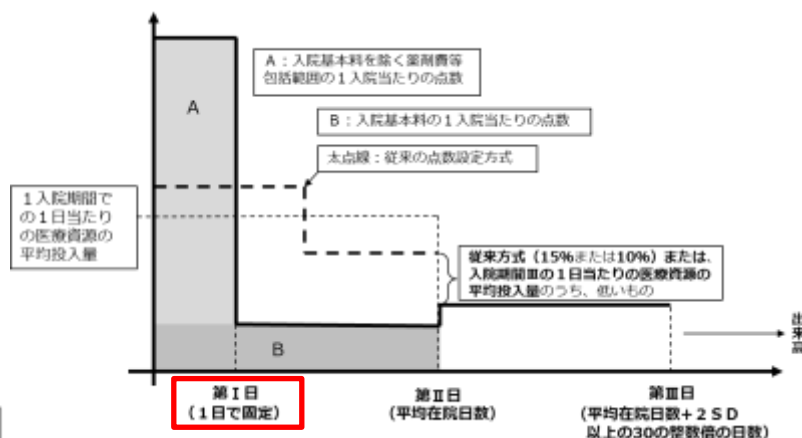 A：入院基本料を除く薬剤費等
包括範囲の１入院当たりの点数
A
B：入院基本料の１入院当たりの点数
太点線：従来の点数設定方式
１入院期間で
の１日当たり
の医療資源の
平均投入量
従来方式（15%または10%）または、
入院期間Ⅲの１日当たりの医療資源の
平均投入量のうち、低いもの
出
来
高
B
第Ⅰ日
（１日で固定）
第Ⅱ日
（平均在院日数）
第Ⅲ日
（平均在院日数＋２ＳＤ
以上の30の整数倍の日数）